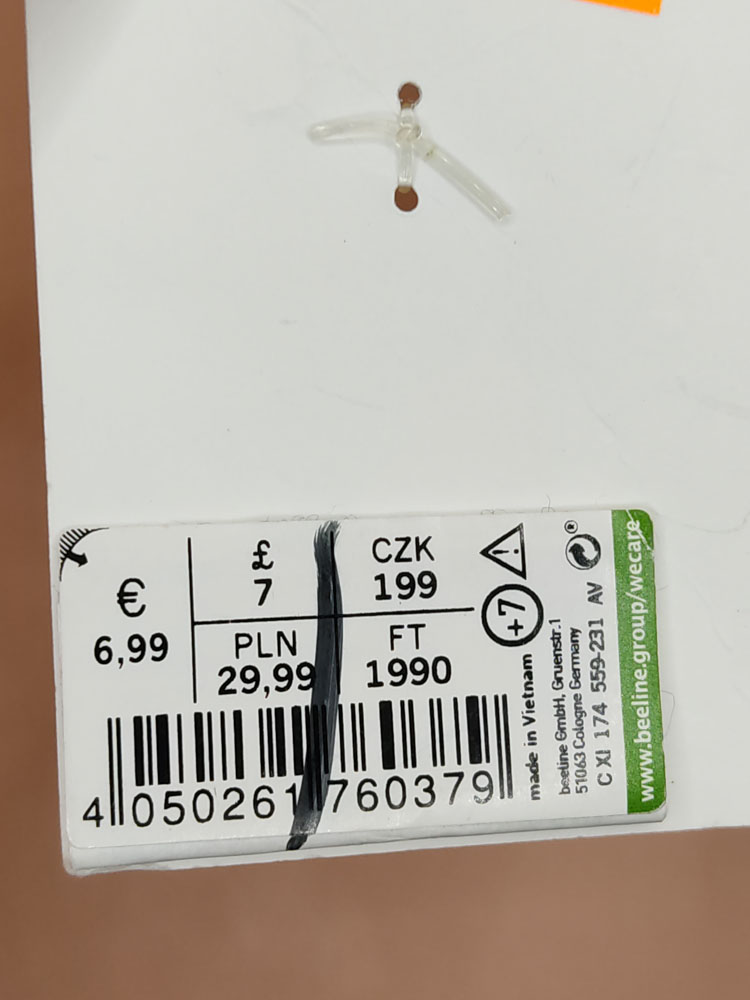 €
6,99
£
7
CZK
199
PLN
29,99
FT
1990
4 050261 760379
+7
made in Vietnam
beeline GmbH, Gruenstr.1
51063 Cologne Germany
C XI 174 559-231 AV
®
www.beeline.group/wecare